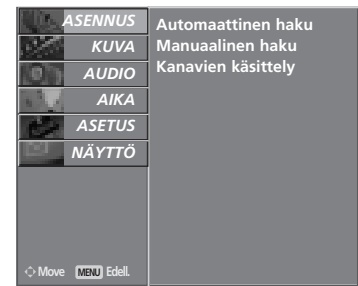 ASENNUS
KUVA
AUDIO
AIKA
ASETUS
NÄYTTÖ
Automaattinen haku
Manuaalinen haku
Kanavien käsittely
Move MENU Edell.